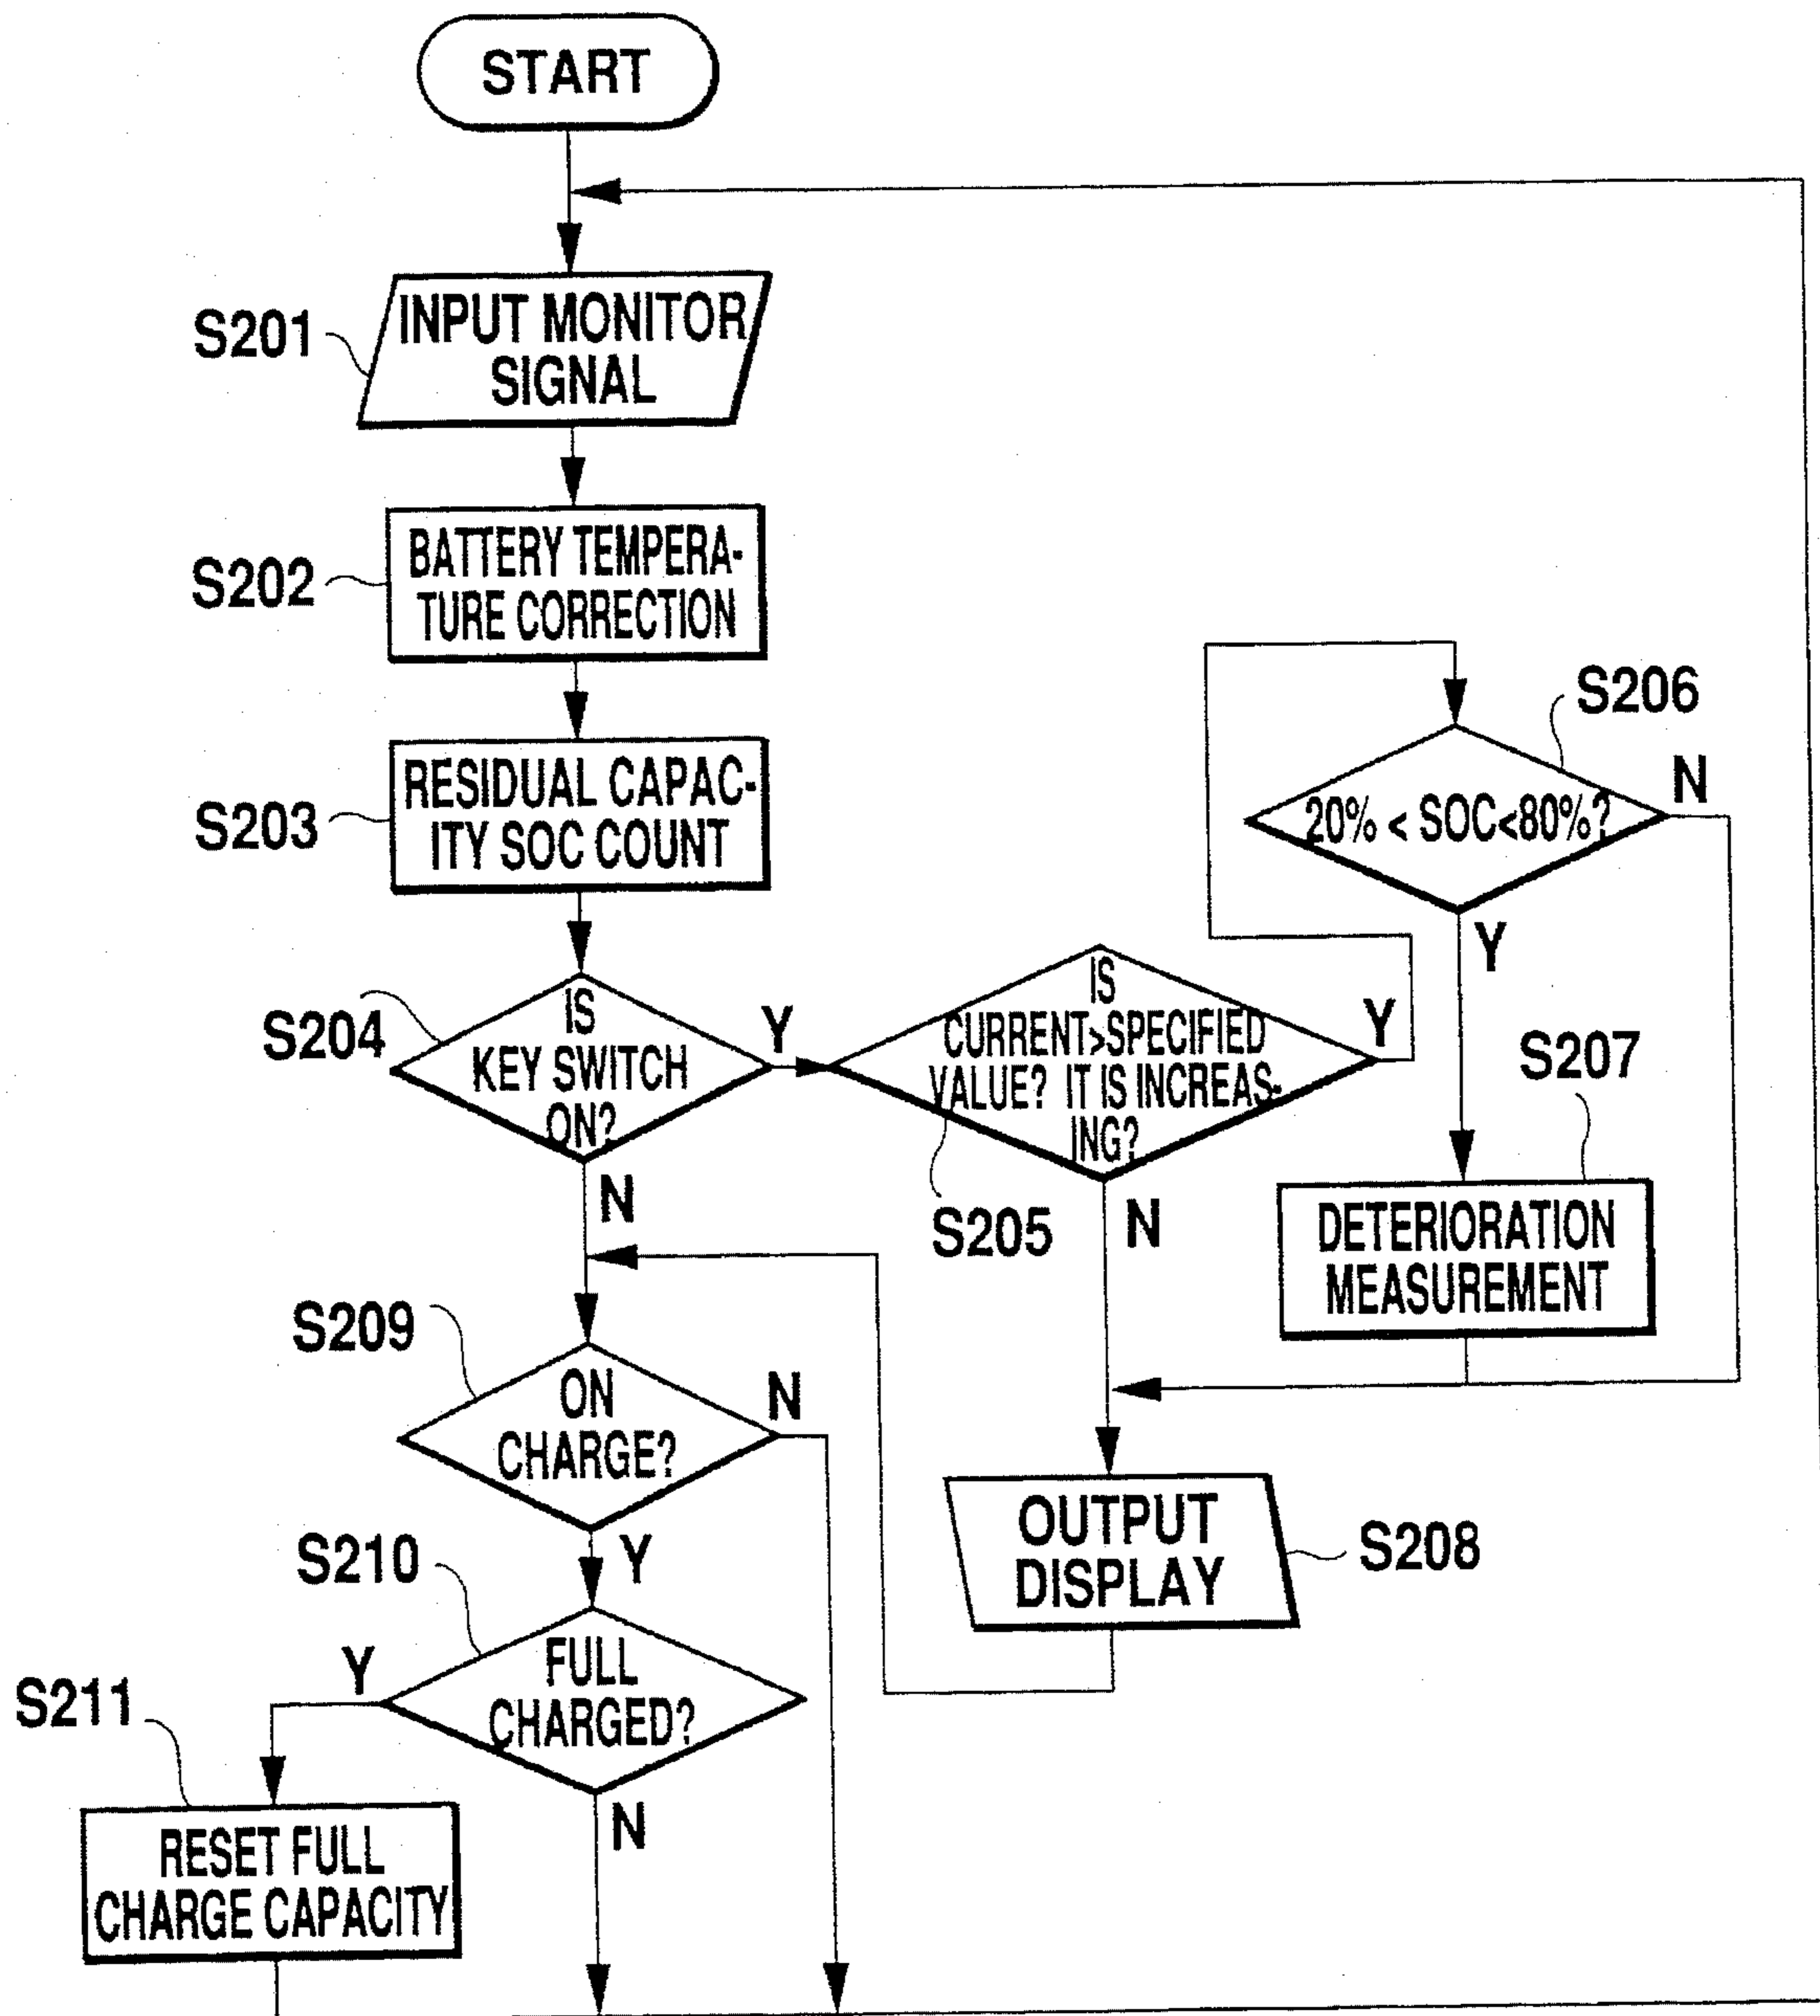 START
S201
INPUT MONITOR
SIGNAL
S202
BATTERY TEMPERA-
TURE CORRECTION
S203
RESIDUAL CAPAC-
ITY SOC COUNT
S204
IS
KEY SWITCH
ON?
Y
N
IS
CURRENT>SPECIFIED
VALUE? IT IS INCREAS-
ING?
S205
Y
N
S206
20% < SOC<80%?
N
Y
S207
DETERIORATION
MEASUREMENT
OUTPUT
DISPLAY
S208
S209
ON
CHARGE?
N
Y
S210
FULL
CHARGED?
Y
N
S211
RESET FULL
CHARGE CAPACITY